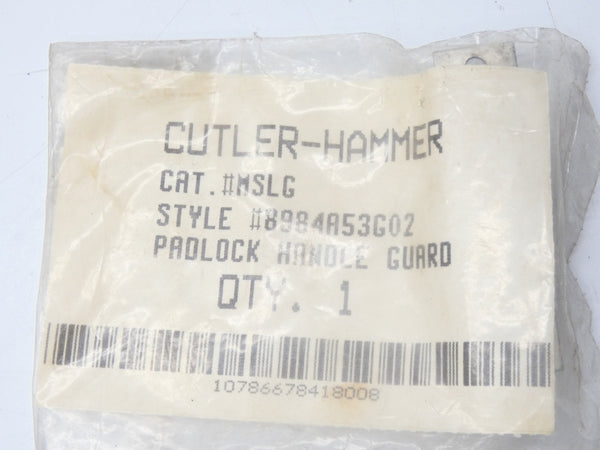 CUTLER-HAMMER
CAT.#MSLG
STYLE #8984A53G02
PADLOCK HANDLE GUARD
QTY. 1
10786678418008